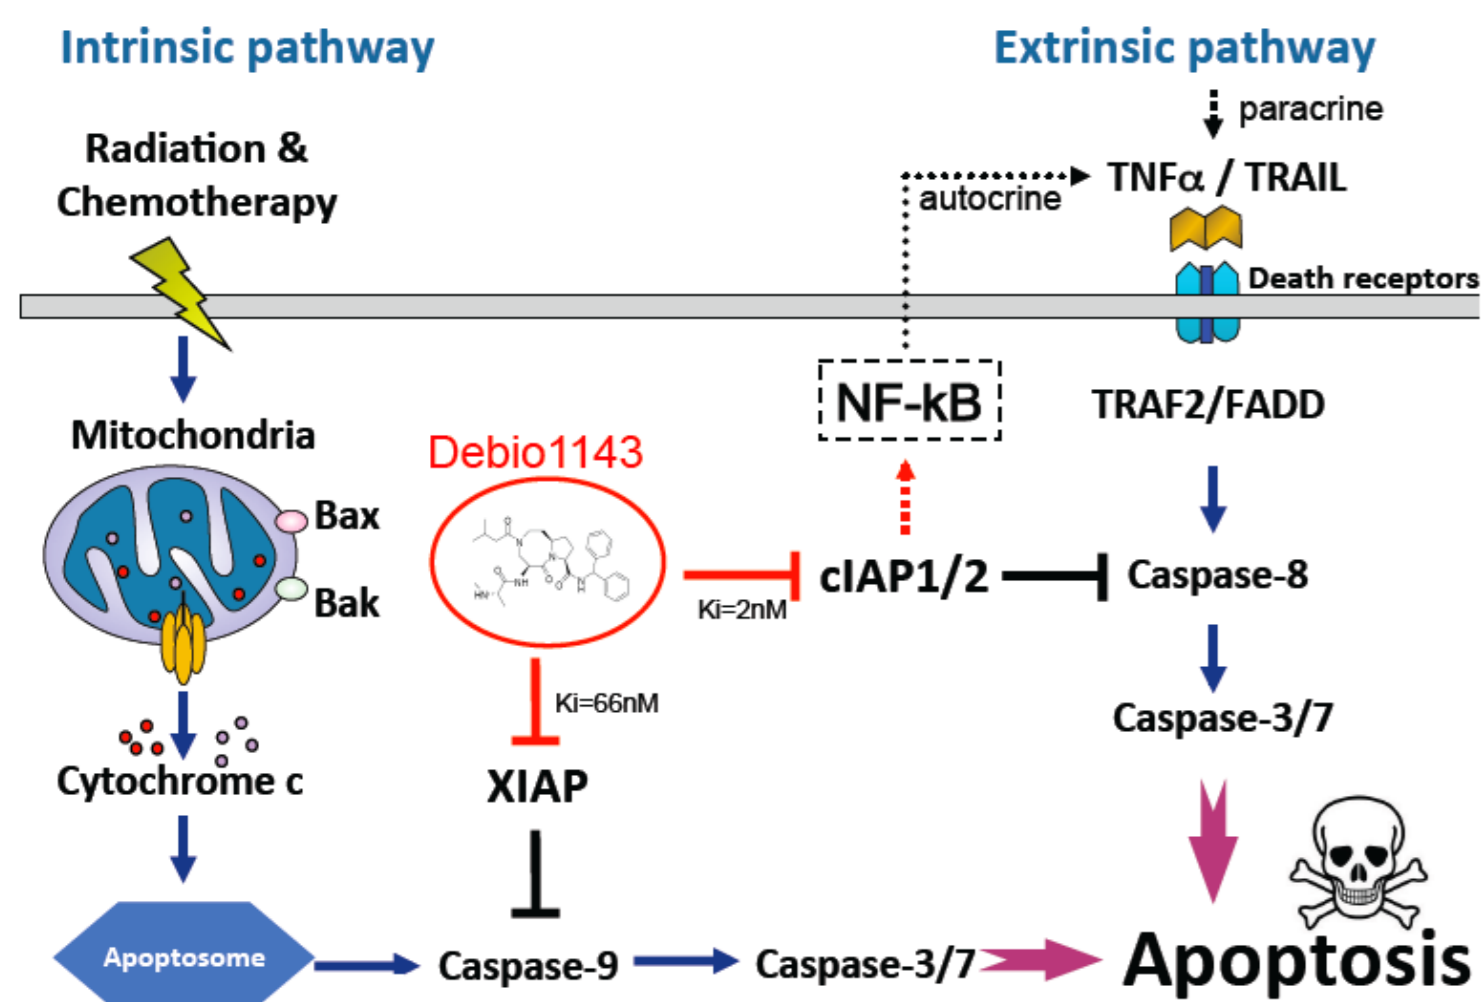 Intrinsic pathway
Extrinsic pathway
paracrine
Radiation &
Chemotherapy
TNFα / TRAIL
autocrine
Death receptors
NF-kB
TRAF2/FADD
Mitochondria
Debio1143
Bax
Bak
O
N
N
O
NH
O
O
N
H
HN
cIAP1/2
Caspase-8
Ki=2nM
Ki=66nM
Caspase-3/7
Cytochrome c
XIAP
Apoptosome
Caspase-9
Caspase-3/7
Apoptosis